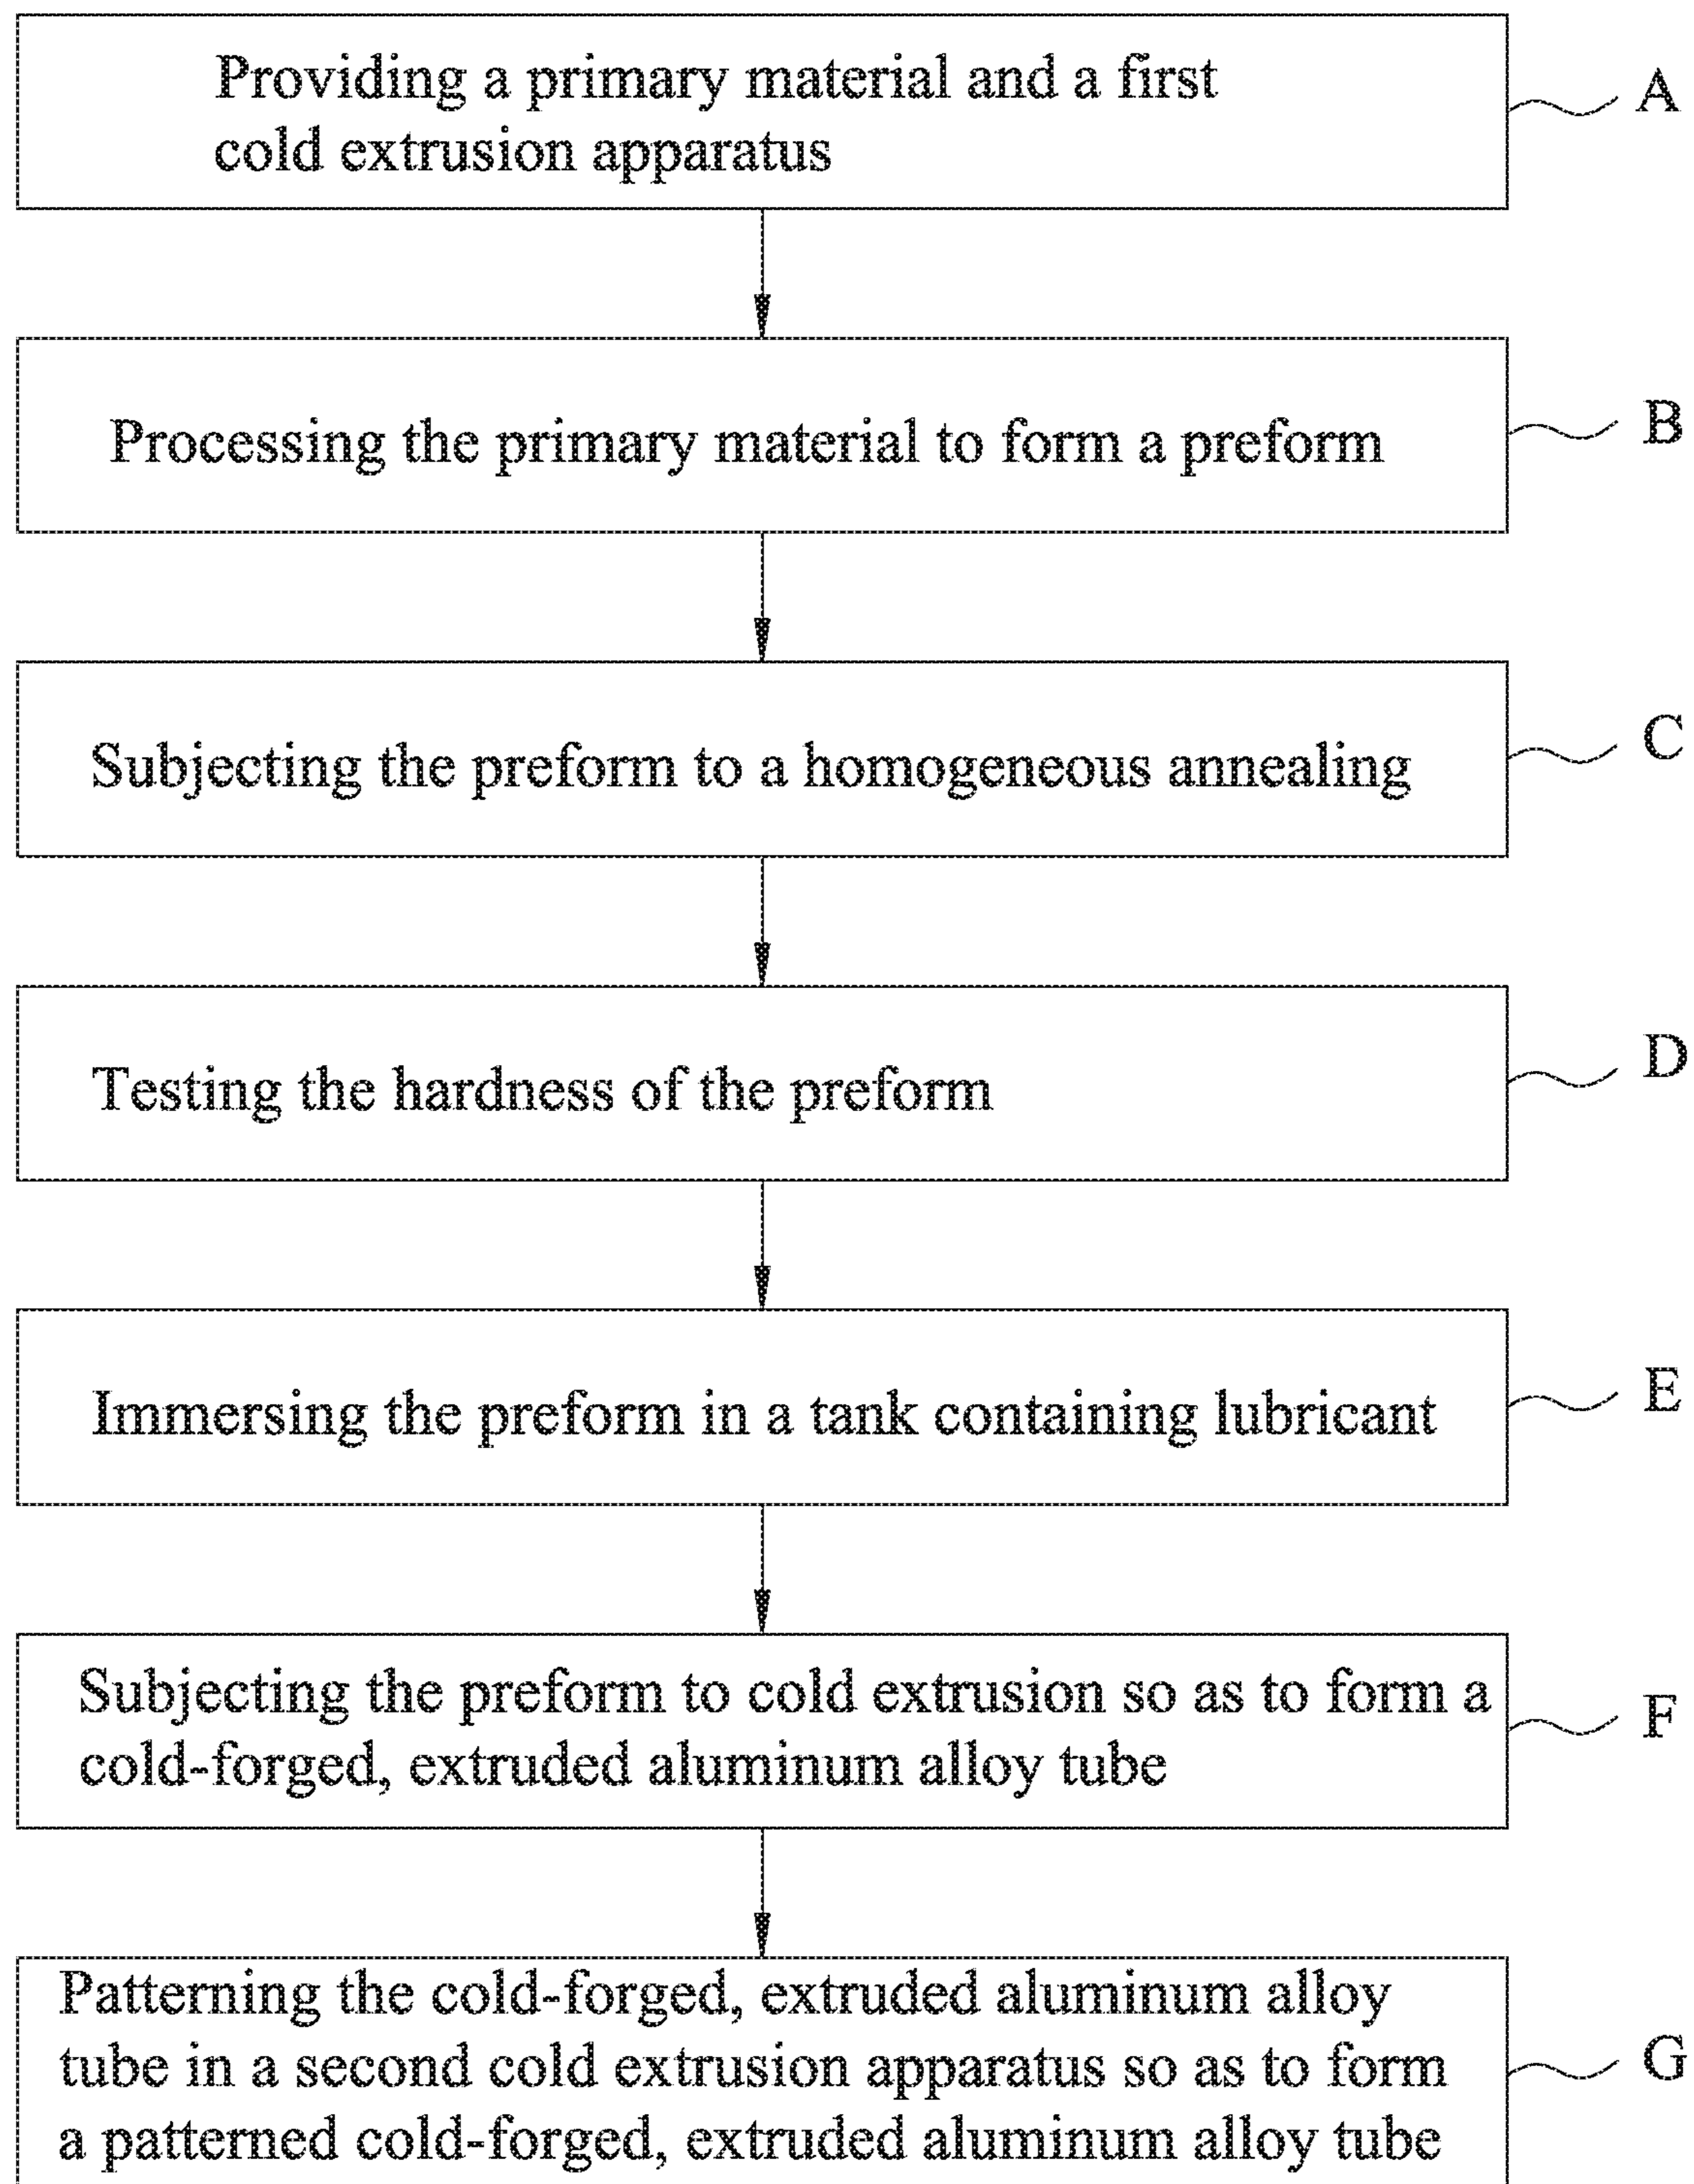 Providing a primary material and a first
cold extrusion apparatus
A
Processing the primary material to form a preform
B
Subjecting the preform to a homogeneous annealing
C
Testing the hardness of the preform
D
Immersing the preform in a tank containing lubricant
E
Subjecting the preform to cold extrusion so as to form a
cold-forged, extruded aluminum alloy tube
F
Patterning the cold-forged, extruded aluminum alloy
tube in a second cold extrusion apparatus so as to form
a patterned cold-forged, extruded aluminum alloy tube
G